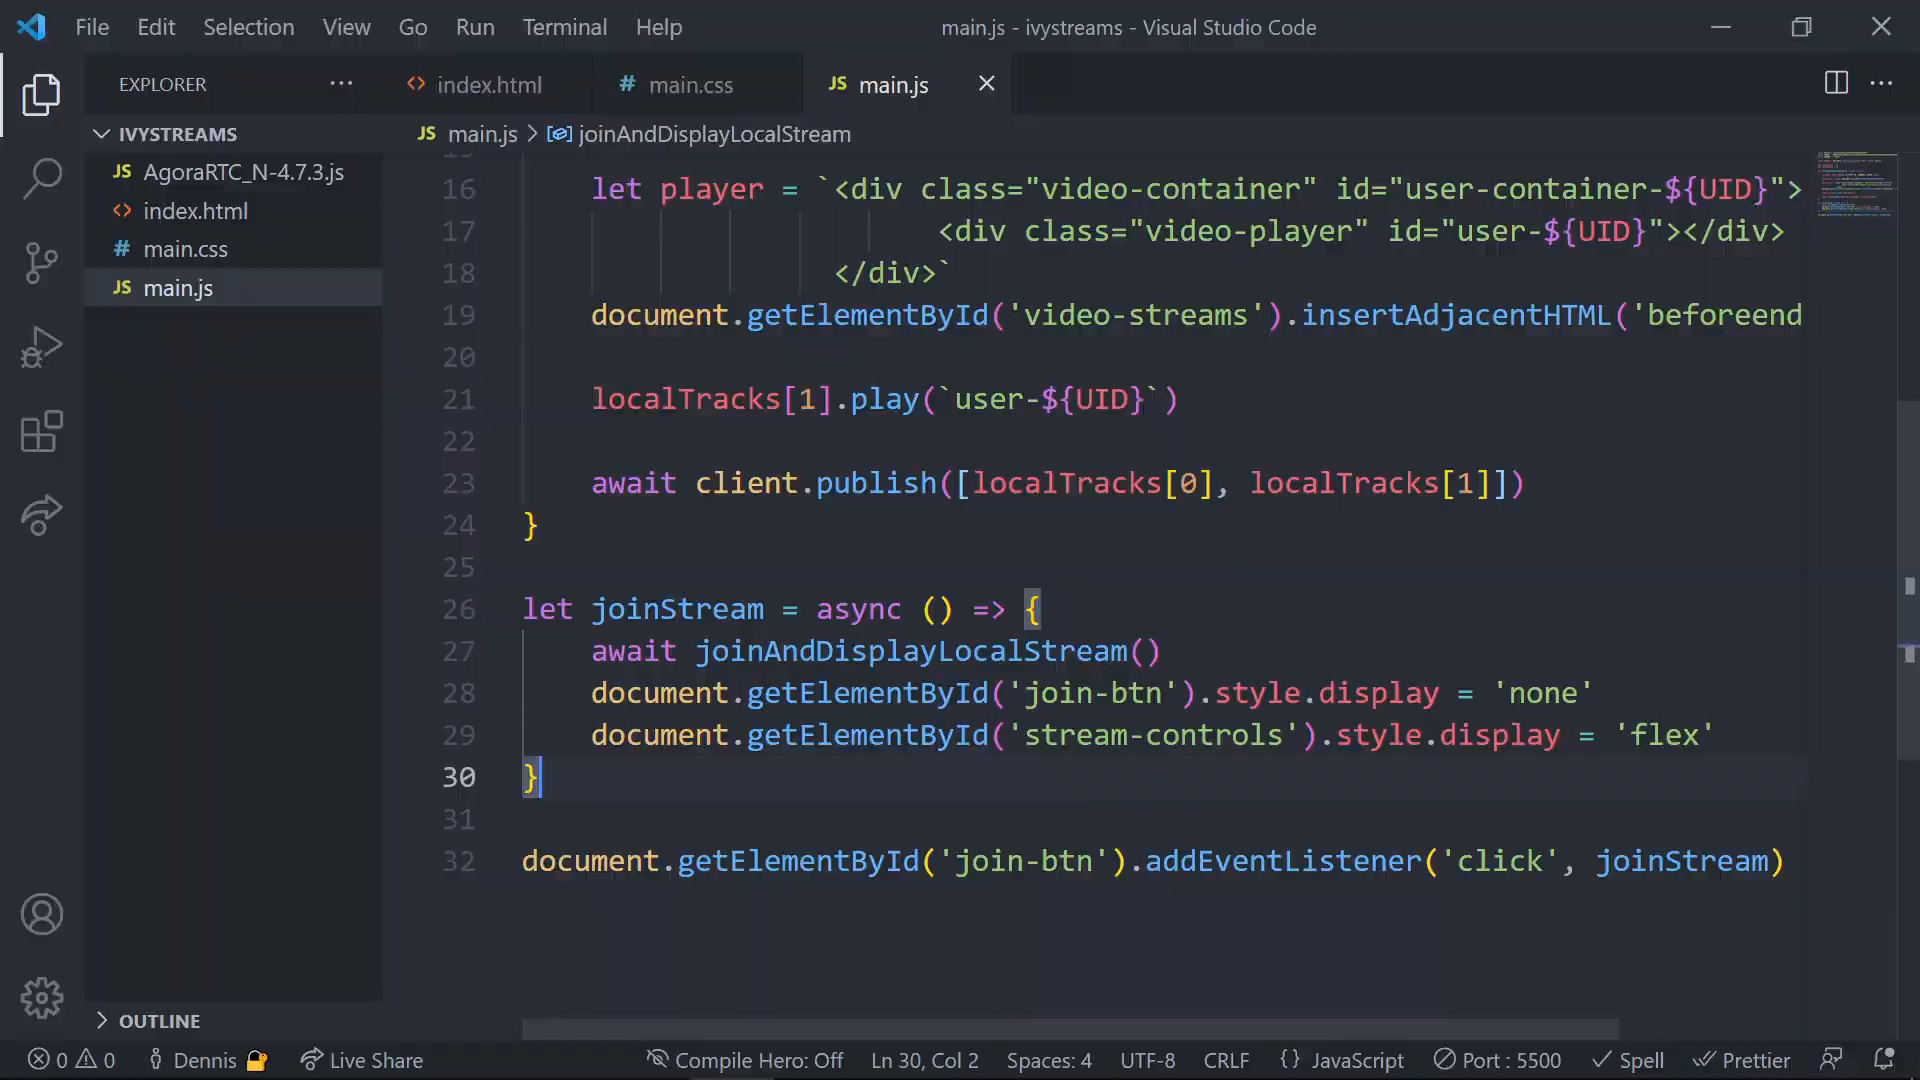 File Edit Selection View Go Run Terminal Help main.js - ivystreams - Visual Studio Code
EXPLORER ··· <> index.html # main.css JS main.js
IVYSTREAMS JS main.js > joinAndDisplayLocalStream
JS AgoraRTC_N-4.7.3.js
<> index.html
# main.css
JS main.js
16 let player = `<div class="video-container" id="user-container-${UID}">
17 <div class="video-player" id="user-${UID}"></div>
18 </div>`
19 document.getElementById('video-streams').insertAdjacentHTML('beforeend
20
21 localTracks[1].play(`user-${UID}`)
22
23 await client.publish([localTracks[0], localTracks[1]])
24 }
25
26 let joinStream = async () => {
27 await joinAndDisplayLocalStream()
28 document.getElementById('join-btn').style.display = 'none'
29 document.getElementById('stream-controls').style.display = 'flex'
30 }
31
32 document.getElementById('join-btn').addEventListener('click', joinStream)
OUTLINE
0 0 Dennis Live Share Compile Hero: Off Ln 30, Col 2 Spaces: 4 UTF-8 CRLF {} JavaScript Port : 5500 Spell Prettier